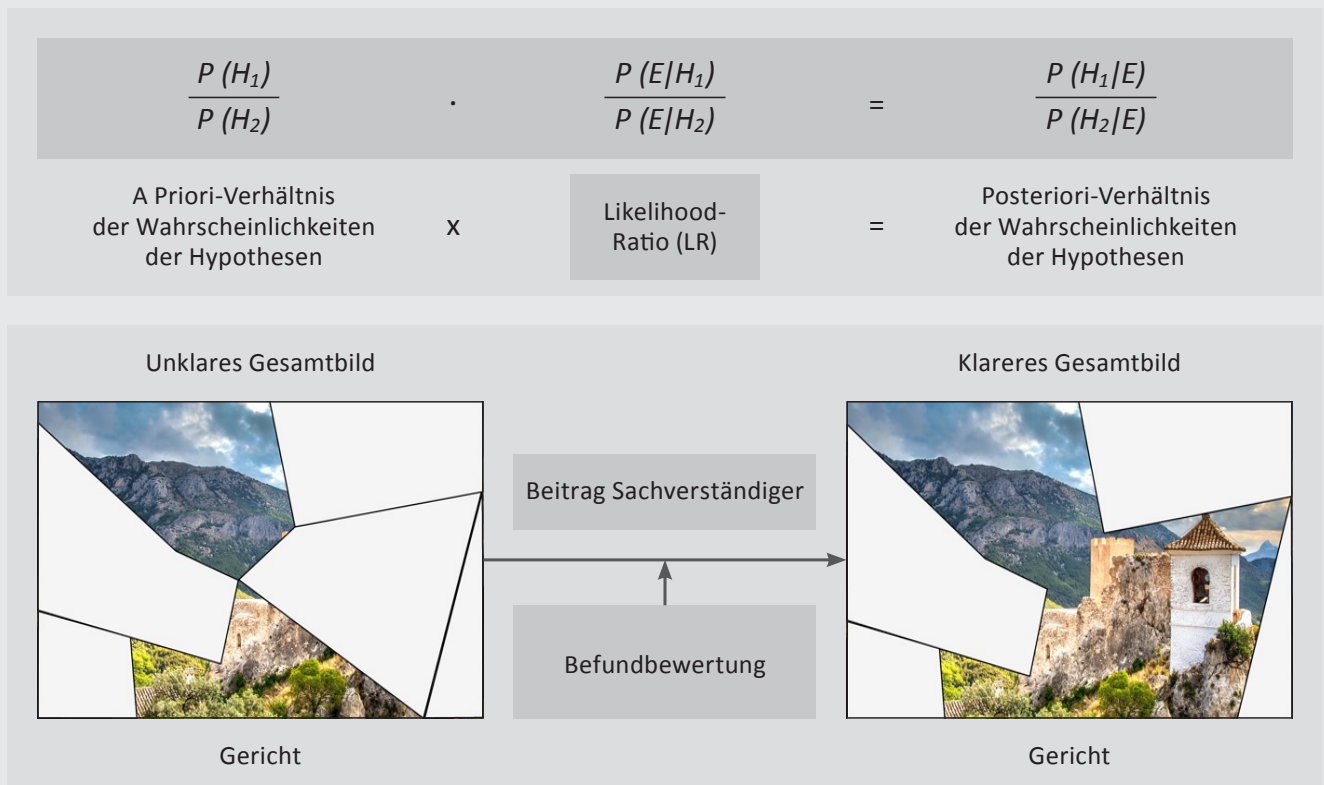 P (H₁)
P (H₂)
·
P (E|H₁)
P (E|H₂)
=
P (H₁|E)
P (H₂|E)
A Priori-Verhältnis
der Wahrscheinlichkeiten
der Hypothesen
x
Likelihood-
Ratio (LR)
=
Posteriori-Verhältnis
der Wahrscheinlichkeiten
der Hypothesen
Unklares Gesamtbild
Klareres Gesamtbild
Beitrag Sachverständiger
Befundbewertung
Gericht
Gericht